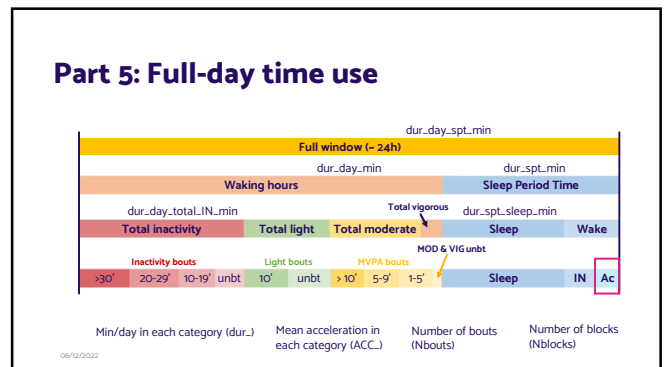 Part 5: Full-day time use
dur_day_spt_min
Full window (~ 24h)
dur_day_min dur_spt_min
Waking hours Sleep Period Time
dur_day_total_IN_min Total vigorous dur_spt_sleep_min
Total inactivity Total light Total moderate Sleep Wake
MOD & VIG unbt
Inactivity bouts Light bouts MVPA bouts
>30' 20-29' 10-19' unbt 10' unbt > 10' 5-9' 1-5' Sleep IN Ac
Min/day in each category (dur_)
Mean acceleration in
each category (ACC_)
Number of bouts
(Nbouts)
Number of blocks
(Nblocks)
06/12/2022